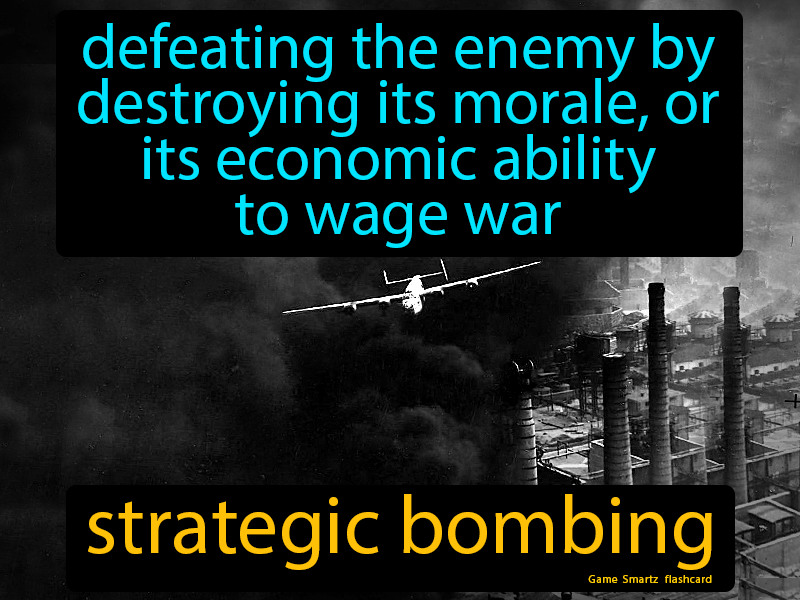 defeating the enemy by
destroying its morale, or
its economic ability
to wage war
strategic bombing
Game Smartz flashcard